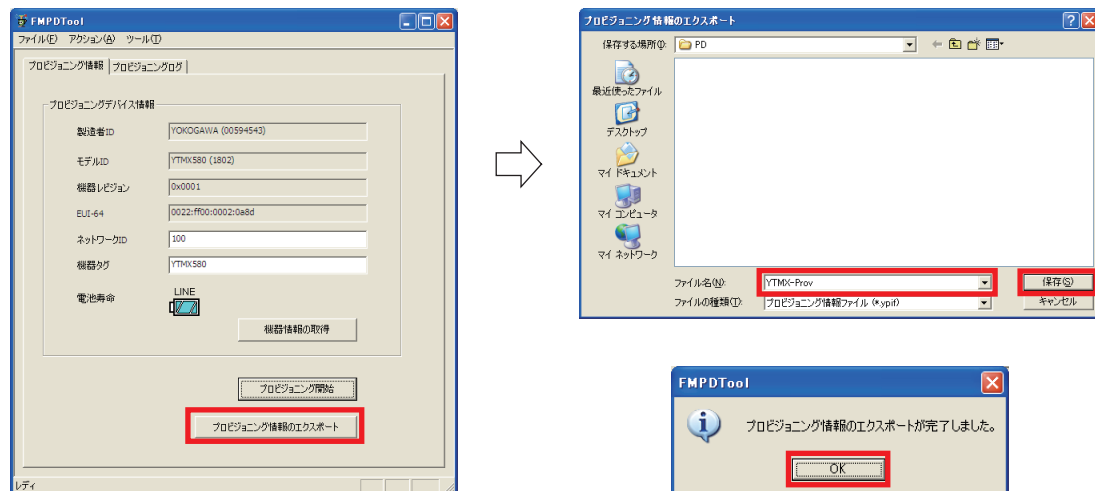 FMPDTool
ファイル(F) アクション(A) ツール(T)
プロビジョニング情報 プロビジョニングログ
プロビジョニングデバイス情報
製造者ID YOKOGAWA (00594543)
モデルID YTMX580 (1802)
機器レビジョン 0x0001
EUI-64 0022:ff00:0002:0a8d
ネットワークID 100
機器タグ YTMX580
電池寿命 LINE
機器情報の取得
プロビジョニング開始
プロビジョニング情報のエクスポート
レディ
プロビジョニング情報のエクスポート
保存する場所(I): PD
最近使ったファイル
デスクトップ
マイ ドキュメント
マイ コンピュータ
マイ ネットワーク
ファイル名(N): YTMX-Prov 保存(S)
ファイルの種類(T): プロビジョニング情報ファイル (*.ypif) キャンセル
FMPDTool
プロビジョニング情報のエクスポートが完了しました。
OK